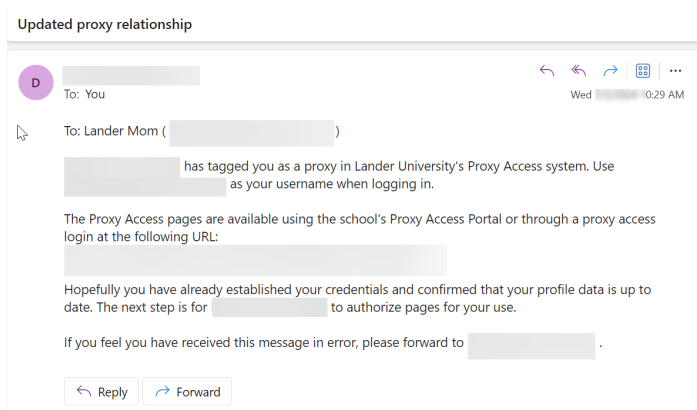 Updated proxy relationship
D
To: You
Wed 0:29 AM
To: Lander Mom ( )
has tagged you as a proxy in Lander University's Proxy Access system. Use
as your username when logging in.
The Proxy Access pages are available using the school's Proxy Access Portal or through a proxy access
login at the following URL:
Hopefully you have already established your credentials and confirmed that your profile data is up to
date. The next step is for to authorize pages for your use.
If you feel you have received this message in error, please forward to .
Reply Forward